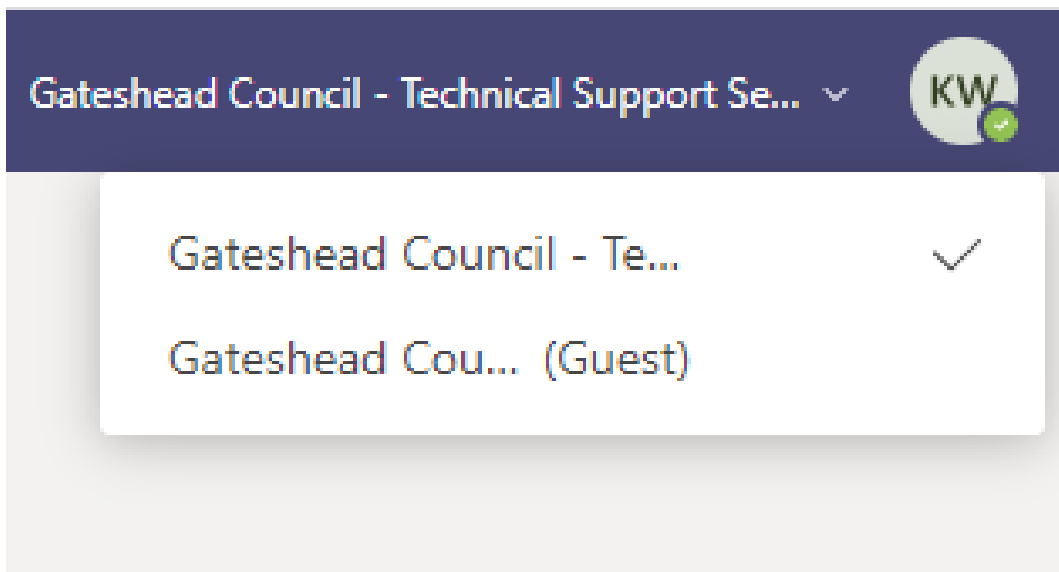 Gateshead Council - Technical Support Se...
KW
Gateshead Council - Te...
Gateshead Cou... (Guest)